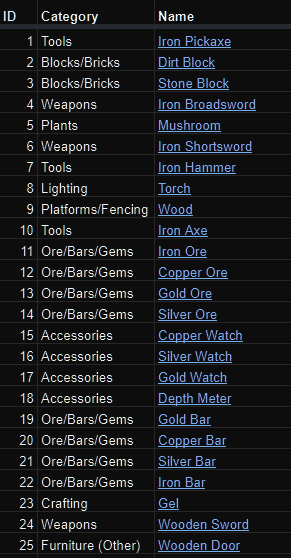 ID Category Name
1 Tools Iron Pickaxe
2 Blocks/Bricks Dirt Block
3 Blocks/Bricks Stone Block
4 Weapons Iron Broadsword
5 Plants Mushroom
6 Weapons Iron Shortsword
7 Tools Iron Hammer
8 Lighting Torch
9 Platforms/Fencing Wood
10 Tools Iron Axe
11 Ore/Bars/Gems Iron Ore
12 Ore/Bars/Gems Copper Ore
13 Ore/Bars/Gems Gold Ore
14 Ore/Bars/Gems Silver Ore
15 Accessories Copper Watch
16 Accessories Silver Watch
17 Accessories Gold Watch
18 Accessories Depth Meter
19 Ore/Bars/Gems Gold Bar
20 Ore/Bars/Gems Copper Bar
21 Ore/Bars/Gems Silver Bar
22 Ore/Bars/Gems Iron Bar
23 Crafting Gel
24 Weapons Wooden Sword
25 Furniture (Other) Wooden Door